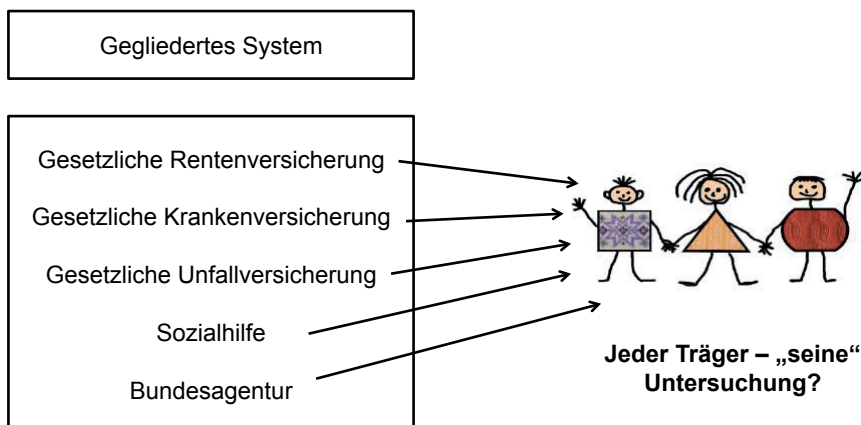 Gegliedertes System
Gesetzliche Rentenversicherung
Gesetzliche Krankenversicherung
Gesetzliche Unfallversicherung
Sozialhilfe
Bundesagentur
Jeder Träger – „seine“
Untersuchung?